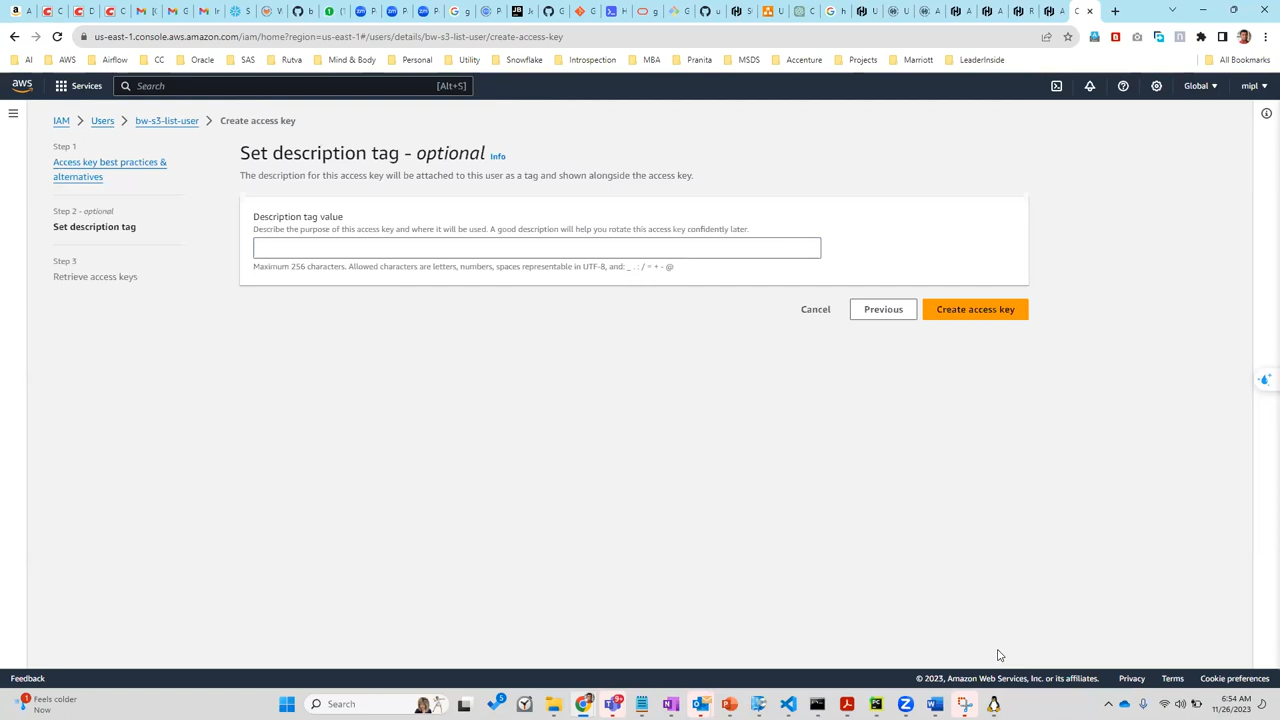 us-east-1.console.aws.amazon.com/iam/home?region=us-east-1#/users/details/bw-s3-list-user/create-access-key
AI AWS Airflow CC Oracle SAS Rutva Mind & Body Personal Utility Snowflake Introspection MBA Pranita MSDS Accenture Projects Marriott LeaderInside All Bookmarks
aws Services Search [Alt+S] Global mipl
IAM Users bw-s3-list-user Create access key
Step 1
Access key best practices &
alternatives
Step 2 - optional
Set description tag
Step 3
Retrieve access keys
Set description tag - optional Info
The description for this access key will be attached to this user as a tag and shown alongside the access key.
Description tag value
Describe the purpose of this access key and where it will be used. A good description will help you rotate this access key confidently later.
Maximum 256 characters. Allowed characters are letters, numbers, spaces representable in UTF-8, and: _ . : / = + - @
Cancel Previous Create access key
Feedback © 2023, Amazon Web Services, Inc. or its affiliates. Privacy Terms Cookie preferences
Feels colder
Now
Search
6:54 AM
11/26/2023